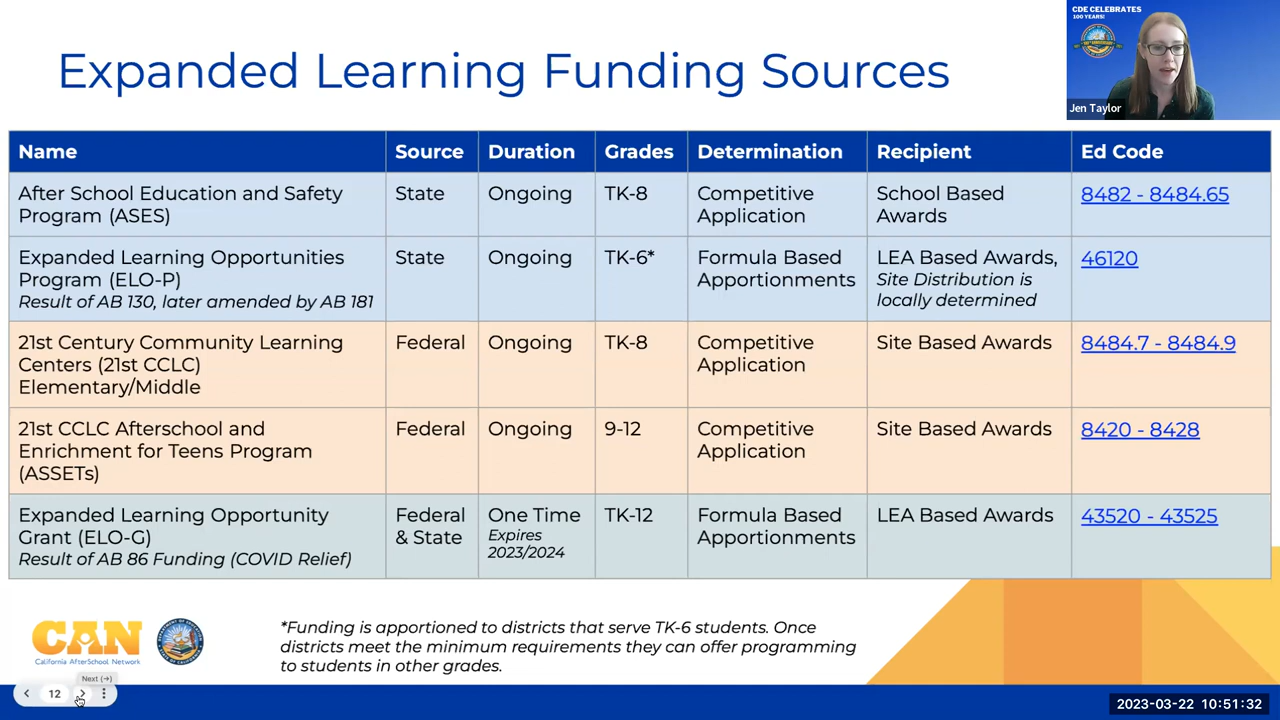 CDE CELEBRATES
100 YEARS!
Jen Taylor
Expanded Learning Funding Sources
Name Source Duration Grades Determination Recipient Ed Code
After School Education and Safety Program (ASES) State Ongoing TK-8 Competitive Application School Based Awards 8482 - 8484.65
Expanded Learning Opportunities Program (ELO-P) Result of AB 130, later amended by AB 181 State Ongoing TK-6* Formula Based Apportionments LEA Based Awards, Site Distribution is locally determined 46120
21st Century Community Learning Centers (21st CCLC) Elementary/Middle Federal Ongoing TK-8 Competitive Application Site Based Awards 8484.7 - 8484.9
21st CCLC Afterschool and Enrichment for Teens Program (ASSETs) Federal Ongoing 9-12 Competitive Application Site Based Awards 8420 - 8428
Expanded Learning Opportunity Grant (ELO-G) Result of AB 86 Funding (COVID Relief) Federal & State One Time Expires 2023/2024 TK-12 Formula Based Apportionments LEA Based Awards 43520 - 43525
*Funding is apportioned to districts that serve TK-6 students. Once
districts meet the minimum requirements they can offer programming
to students in other grades.
CAN
California AfterSchool Network
Next (→)
12
2023-03-22 10:51:32